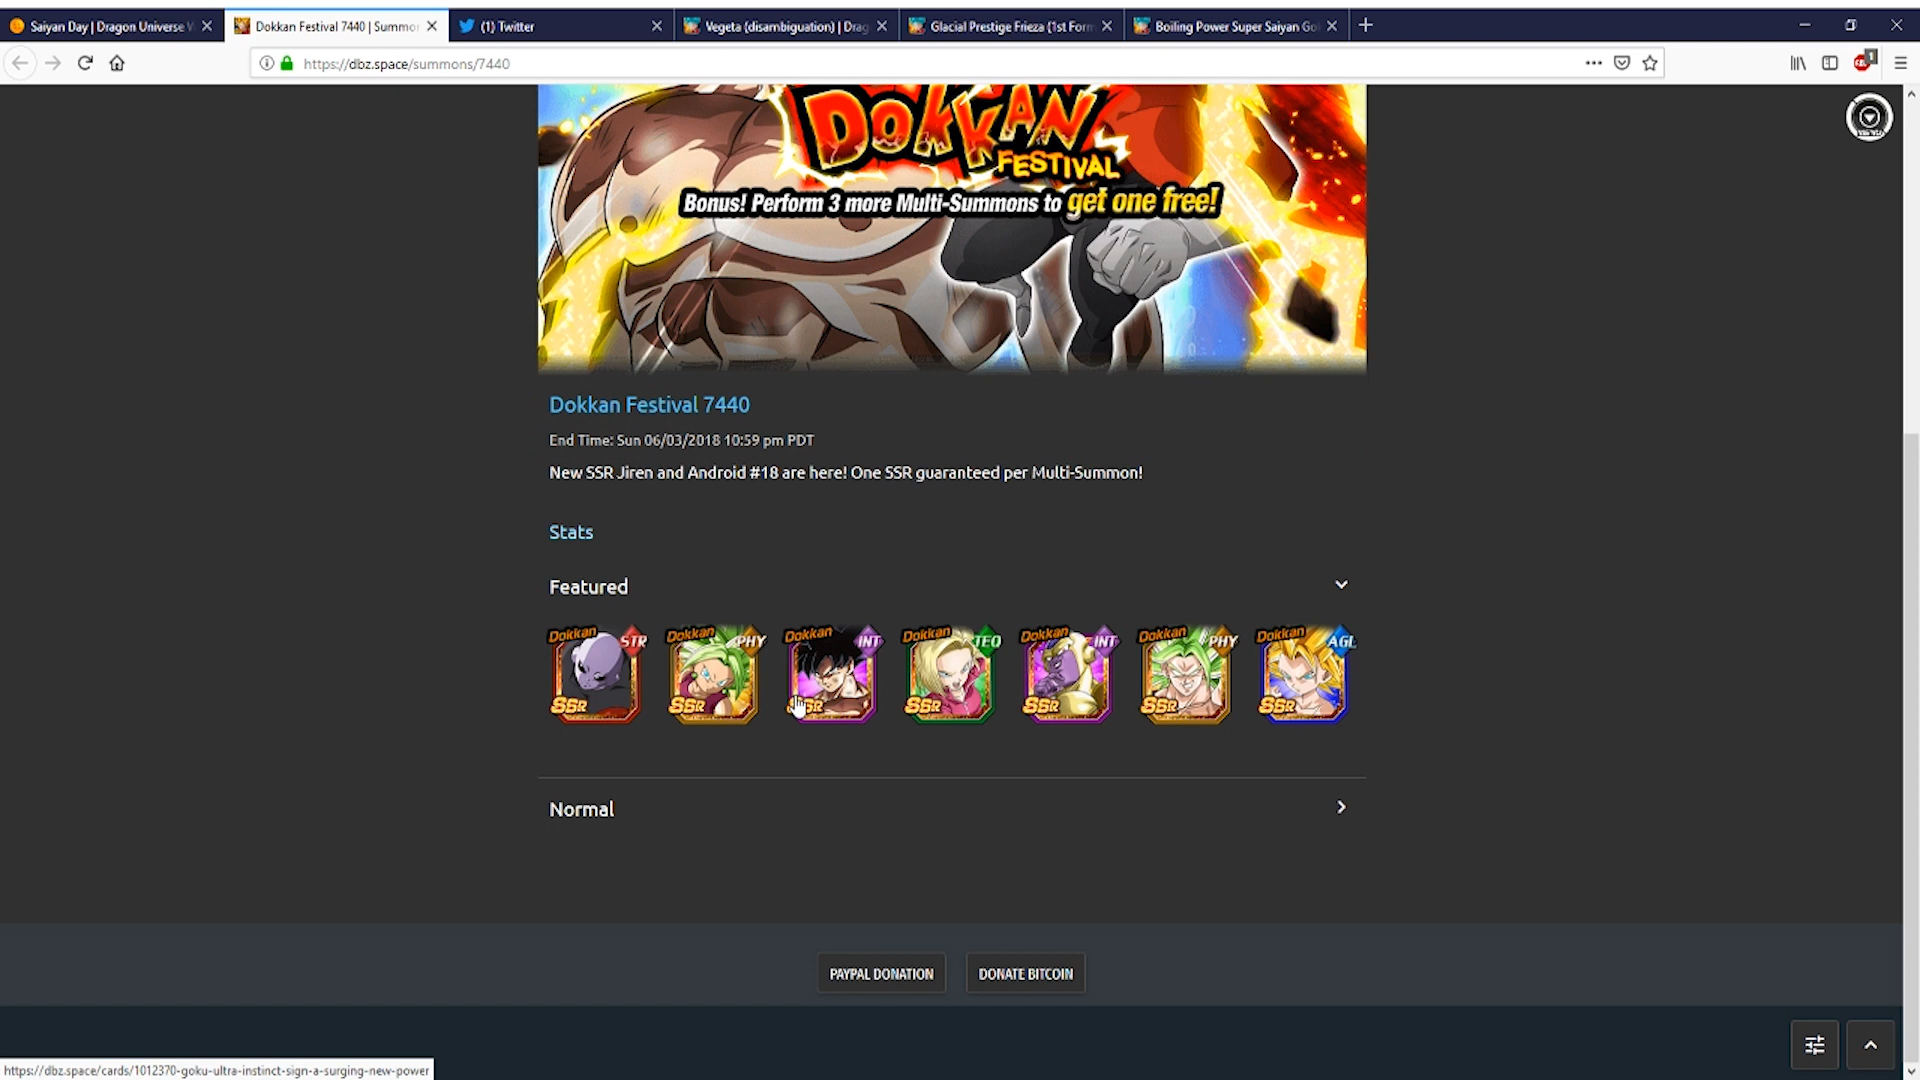 Saiyan Day | Dragon Universe W
Dokkan Festival 7440 | Summon
(1) Twitter
Vegeta (disambiguation) | Drag
Glacial Prestige Frieza (1st Form
Boiling Power Super Saiyan Go
https://dbz.space/summons/7440
1
DOKKAN
FESTIVAL
Bonus! Perform 3 more Multi-Summons to get one free!
Dokkan Festival 7440
End Time: Sun 06/03/2018 10:59 pm PDT
New SSR Jiren and Android #18 are here! One SSR guaranteed per Multi-Summon!
Stats
Featured
Dokkan STR Dokkan PHY Dokkan INT Dokkan TEQ Dokkan INT Dokkan PHY Dokkan AGL
SSR SSR SSR SSR SSR SSR SSR
Normal
PAYPAL DONATION DONATE BITCOIN
https://dbz.space/cards/1012370-goku-ultra-instinct-sign-a-surging-new-power